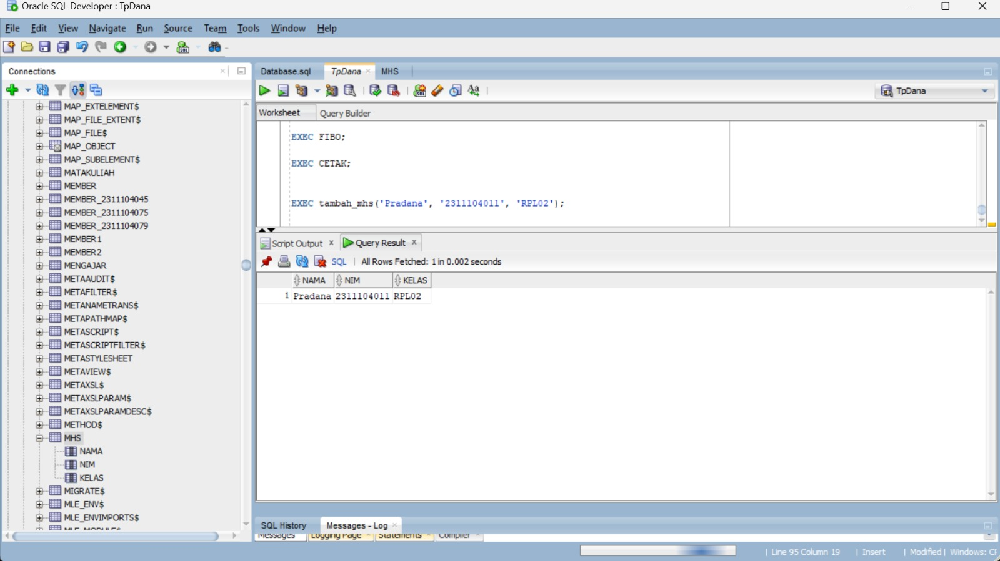 Oracle SQL Developer : TpDana
File Edit View Navigate Run Source Team Tools Window Help
Connections
MAP_EXTELEMENT$
MAP_FILE_EXTENT$
MAP_FILE$
MAP_OBJECT
MAP_SUBELEMENT$
MATAKULIAH
MEMBER
MEMBER_2311104045
MEMBER_2311104075
MEMBER_2311104079
MEMBER1
MEMBER2
MENGAJAR
METAAUDIT$
METAFILTER$
METANAMETRANS$
METAPATHMAP$
METASCRIPT$
METASCRIPTFILTER$
METASTYLESHEET
METAVIEW$
METAXSL$
METAXSLPARAM$
METAXSLPARAMDESC$
METHOD$
MHS
NAMA
NIM
KELAS
MIGRATE$
MLE_ENV$
MLE_ENVIMPORTS$
MLE_MODULE$
Database.sql TpDana MHS
TpDana
Worksheet Query Builder
EXEC FIBO;
EXEC CETAK;
EXEC tambah_mhs('Pradana', '2311104011', 'RPL02');
Script Output Query Result
SQL | All Rows Fetched: 1 in 0.002 seconds
NAMA NIM KELAS
1 Pradana 2311104011 RPL02
SQL History Messages - Log
Messages Logging Page Statements Compiler
| Line 95 Column 19 | Insert | Modified | Windows: CR